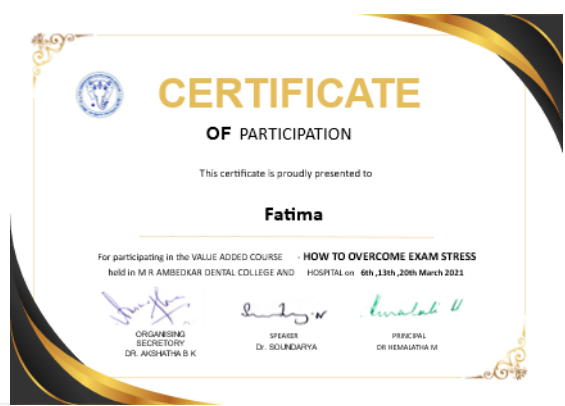 CERTIFICATE
OF PARTICIPATION
This certificate is proudly presented to
Fatima
For participating in the VALUE ADDED COURSE - HOW TO OVERCOME EXAM STRESS
held in M R AMBEDKAR DENTAL COLLEGE AND HOSPITAL on 6th ,13th ,20th March 2021
ORGANISING
SECRETORY
DR. AKSHATHA B K
SPEAKER
Dr. SOUNDARYA
PRINCIPAL
DR HEMALATHA M